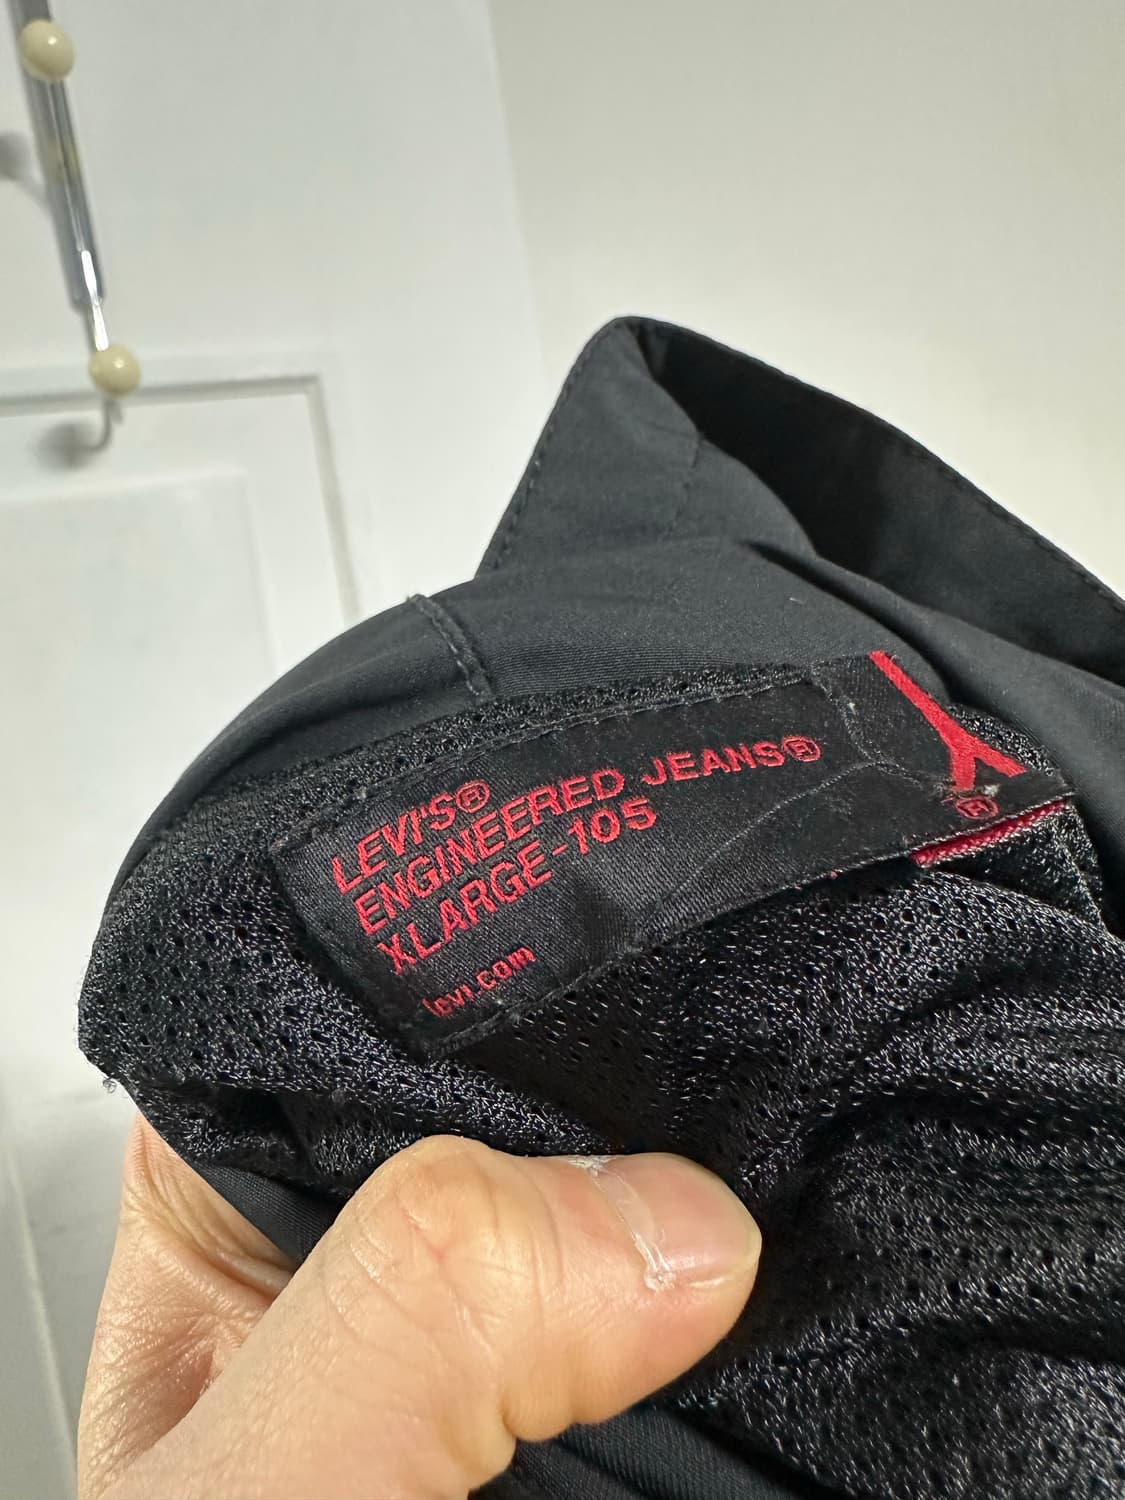 LEVI'S®
ENGINEERED JEANS®
XLARGE-105
levi.com
®